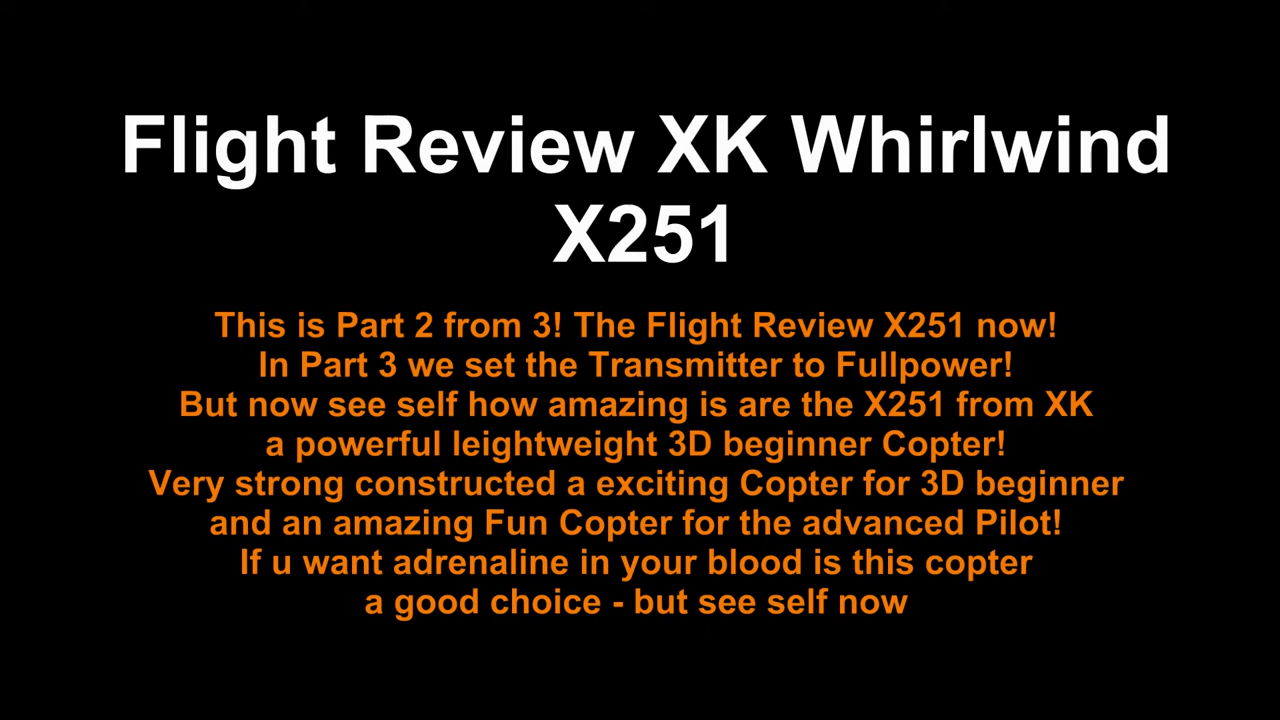 Flight Review XK Whirlwind
X251
This is Part 2 from 3! The Flight Review X251 now!
In Part 3 we set the Transmitter to Fullpower!
But now see self how amazing is are the X251 from XK
a powerful leightweight 3D beginner Copter!
Very strong constructed a exciting Copter for 3D beginner
and an amazing Fun Copter for the advanced Pilot!
If u want adrenaline in your blood is this copter
a good choice - but see self now